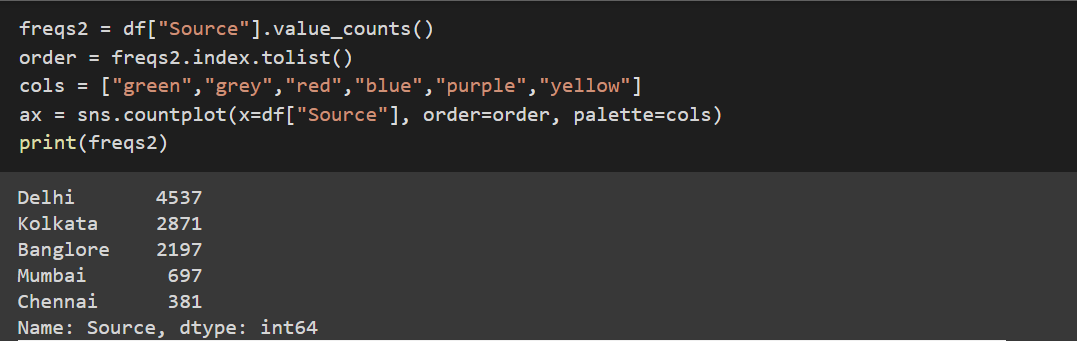 freqs2 = df["Source"].value_counts()
order = freqs2.index.tolist()
cols = ["green","grey","red","blue","purple","yellow"]
ax = sns.countplot(x=df["Source"], order=order, palette=cols)
print(freqs2)
Delhi       4537
Kolkata     2871
Banglore    2197
Mumbai       697
Chennai      381
Name: Source, dtype: int64